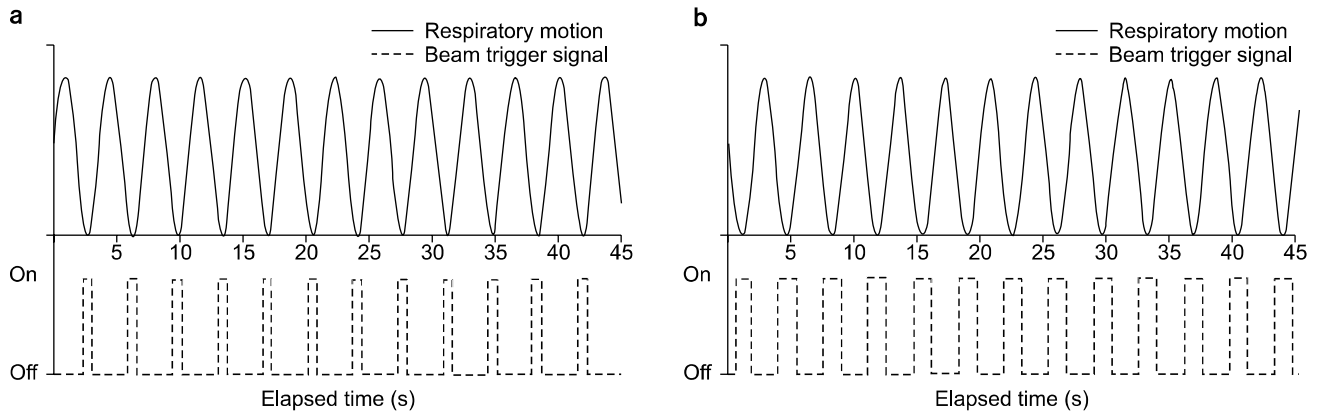 a
Respiratory motion
Beam trigger signal
5 10 15 20 25 30 35 40 45
On
Off
Elapsed time (s)
b
Respiratory motion
Beam trigger signal
5 10 15 20 25 30 35 40 45
On
Off
Elapsed time (s)